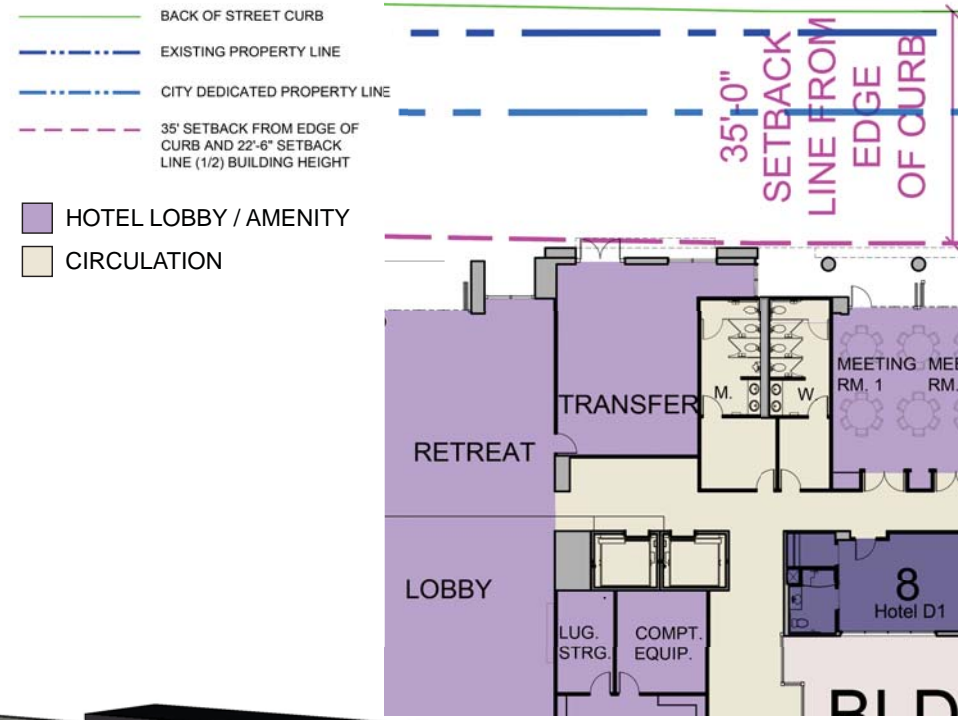 BACK OF STREET CURB
EXISTING PROPERTY LINE
CITY DEDICATED PROPERTY LINE
35' SETBACK FROM EDGE OF
CURB AND 22'-6" SETBACK
LINE (1/2) BUILDING HEIGHT
HOTEL LOBBY / AMENITY
CIRCULATION
35'-0"
SETBACK
LINE FROM
EDGE
OF CURB
MEETING
RM. 1
RM.
M.
W
TRANSFER
RETREAT
LOBBY
LUG.
STRG.
COMPT.
EQUIP.
8
Hotel D1
BLD